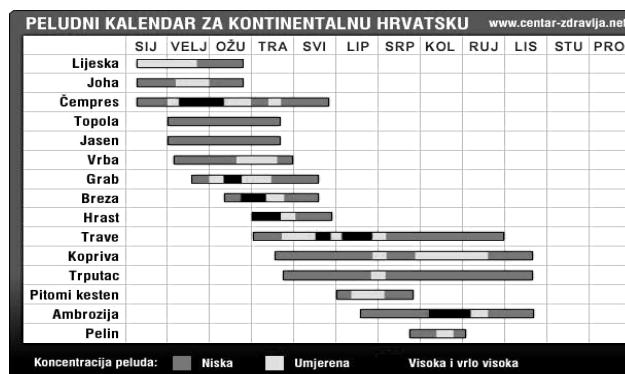 PELUDNI KALENDAR ZA KONTINENTALNU HRVATSKU www.centar-zdravlja.net
SIJ VELJ OŽU TRA SVI LIP SRP KOL RUJ LIS STU PRO
Lijeska
Joha
Čempres
Topola
Jasen
Vrba
Grab
Breza
Hrast
Trave
Kopriva
Trputac
Pitomi kesten
Ambrozija
Pelin
Koncentracija peluda: Niska Umjerena Visoka i vrlo visoka